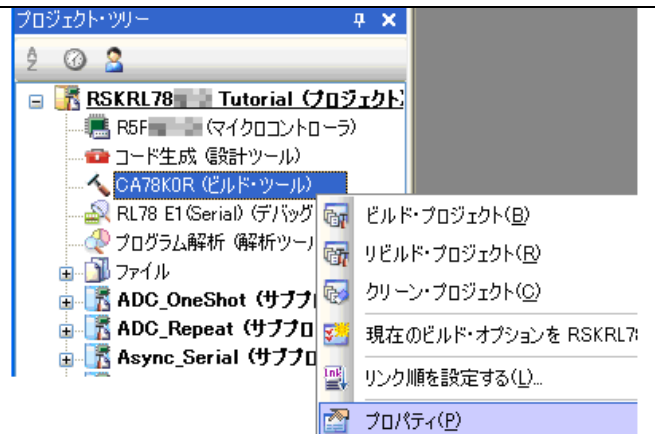 プロジェクト・ツリー
RSKRL78 Tutorial (プロジェクト)
R5F (マイクロコントローラ)
コード生成 (設計ツール)
CA78K0R (ビルド・ツール)
RL78 E1(Serial) (デバッグ
プログラム解析 (解析ツー
ファイル
ADC_OneShot (サブプ
ADC_Repeat (サブプロ
Async_Serial (サブプロ
ビルド・プロジェクト(B)
リビルド・プロジェクト(R)
クリーン・プロジェクト(C)
現在のビルド・オプションを RSKRL78
リンク順を設定する(L)...
プロパティ(P)